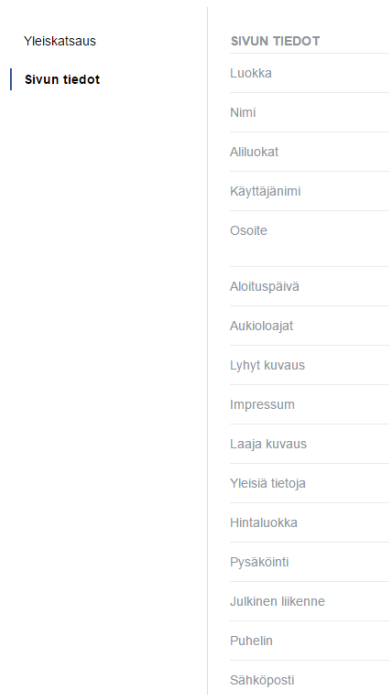 Yleiskatsaus
Sivun tiedot
SIVUN TIEDOT
Luokka
Nimi
Aliluokat
Käyttäjänimi
Osoite
Aloituspäivä
Aukioloajat
Lyhyt kuvaus
Impressum
Laaja kuvaus
Yleisiä tietoja
Hintaluokka
Pysäköinti
Julkinen liikenne
Puhelin
Sähköposti